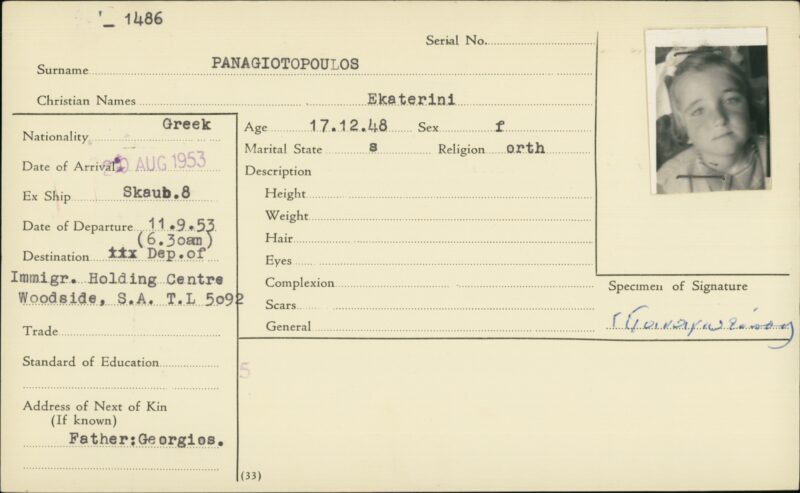 1486
Serial No.
Surname PANAGIOTOPOULOS
Christian Names Ekaterini
Nationality Greek
Date of Arrival 20 AUG 1953
Ex Ship Skaub.8
Date of Departure 11.9.53
(6.30am)
Destination ttx Dep.of
Immigr. Holding Centre
Woodside, S.A. T.L 5092
Trade
Standard of Education
Address of Next of Kin
(If known)
Father:Georgios.
Age 17.12.48 Sex f
Marital State s Religion orth
Description
Height
Weight
Hair
Eyes
Complexion
Scars
General
5
(33)
Specimen of Signature